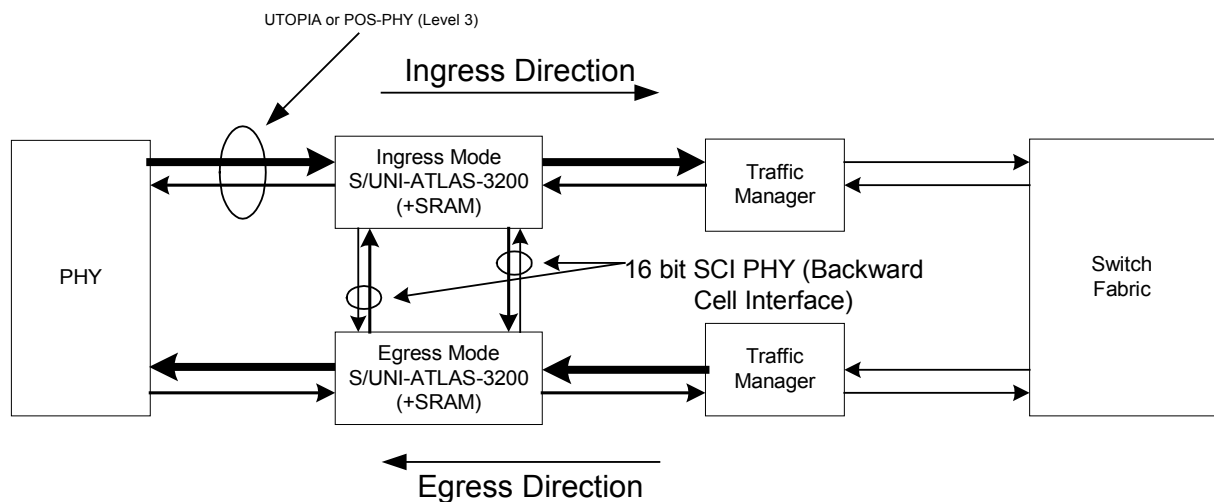 UTOPIA or POS-PHY (Level 3)
Ingress Direction
PHY
Ingress Mode
S/UNI-ATLAS-3200
(+SRAM)
Traffic
Manager
Switch
Fabric
16 bit SCI PHY (Backward
Cell Interface)
Egress Mode
S/UNI-ATLAS-3200
(+SRAM)
Traffic
Manager
Egress Direction